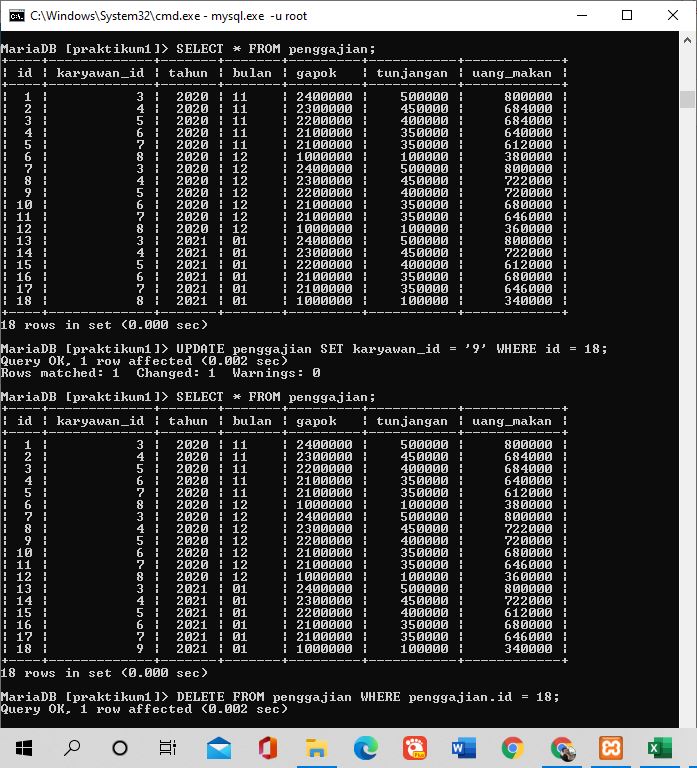 C:\Windows\System32\cmd.exe - mysql.exe  -u root
MariaDB [praktikum1]> SELECT * FROM penggajian;
+----+-------------+-------+-------+---------+-----------+------------+
| id | karyawan_id | tahun | bulan | gapok   | tunjangan | uang_makan |
+----+-------------+-------+-------+---------+-----------+------------+
|  1 |           3 |  2020 | 11    | 2400000 |    500000 |     800000 |
|  2 |           4 |  2020 | 11    | 2300000 |    450000 |     684000 |
|  3 |           5 |  2020 | 11    | 2200000 |    400000 |     684000 |
|  4 |           6 |  2020 | 11    | 2100000 |    350000 |     640000 |
|  5 |           7 |  2020 | 11    | 2100000 |    350000 |     612000 |
|  6 |           8 |  2020 | 12    | 1000000 |    100000 |     380000 |
|  7 |           3 |  2020 | 12    | 2400000 |    500000 |     800000 |
|  8 |           4 |  2020 | 12    | 2300000 |    450000 |     722000 |
|  9 |           5 |  2020 | 12    | 2200000 |    400000 |     720000 |
| 10 |           6 |  2020 | 12    | 2100000 |    350000 |     680000 |
| 11 |           7 |  2020 | 12    | 2100000 |    350000 |     646000 |
| 12 |           8 |  2020 | 12    | 1000000 |    100000 |     360000 |
| 13 |           3 |  2021 | 01    | 2400000 |    500000 |     800000 |
| 14 |           4 |  2021 | 01    | 2300000 |    450000 |     722000 |
| 15 |           5 |  2021 | 01    | 2200000 |    400000 |     612000 |
| 16 |           6 |  2021 | 01    | 2100000 |    350000 |     680000 |
| 17 |           7 |  2021 | 01    | 2100000 |    350000 |     646000 |
| 18 |           8 |  2021 | 01    | 1000000 |    100000 |     340000 |
+----+-------------+-------+-------+---------+-----------+------------+
18 rows in set (0.000 sec)
MariaDB [praktikum1]> UPDATE penggajian SET karyawan_id = '9' WHERE id = 18;
Query OK, 1 row affected (0.002 sec)
Rows matched: 1  Changed: 1  Warnings: 0
MariaDB [praktikum1]> SELECT * FROM penggajian;
+----+-------------+-------+-------+---------+-----------+------------+
| id | karyawan_id | tahun | bulan | gapok   | tunjangan | uang_makan |
+----+-------------+-------+-------+---------+-----------+------------+
|  1 |           3 |  2020 | 11    | 2400000 |    500000 |     800000 |
|  2 |           4 |  2020 | 11    | 2300000 |    450000 |     684000 |
|  3 |           5 |  2020 | 11    | 2200000 |    400000 |     684000 |
|  4 |           6 |  2020 | 11    | 2100000 |    350000 |     640000 |
|  5 |           7 |  2020 | 11    | 2100000 |    350000 |     612000 |
|  6 |           8 |  2020 | 12    | 1000000 |    100000 |     380000 |
|  7 |           3 |  2020 | 12    | 2400000 |    500000 |     800000 |
|  8 |           4 |  2020 | 12    | 2300000 |    450000 |     722000 |
|  9 |           5 |  2020 | 12    | 2200000 |    400000 |     720000 |
| 10 |           6 |  2020 | 12    | 2100000 |    350000 |     680000 |
| 11 |           7 |  2020 | 12    | 2100000 |    350000 |     646000 |
| 12 |           8 |  2020 | 12    | 1000000 |    100000 |     360000 |
| 13 |           3 |  2021 | 01    | 2400000 |    500000 |     800000 |
| 14 |           4 |  2021 | 01    | 2300000 |    450000 |     722000 |
| 15 |           5 |  2021 | 01    | 2200000 |    400000 |     612000 |
| 16 |           6 |  2021 | 01    | 2100000 |    350000 |     680000 |
| 17 |           7 |  2021 | 01    | 2100000 |    350000 |     646000 |
| 18 |           9 |  2021 | 01    | 1000000 |    100000 |     340000 |
+----+-------------+-------+-------+---------+-----------+------------+
18 rows in set (0.000 sec)
MariaDB [praktikum1]> DELETE FROM penggajian WHERE penggajian.id = 18;
Query OK, 1 row affected (0.002 sec)